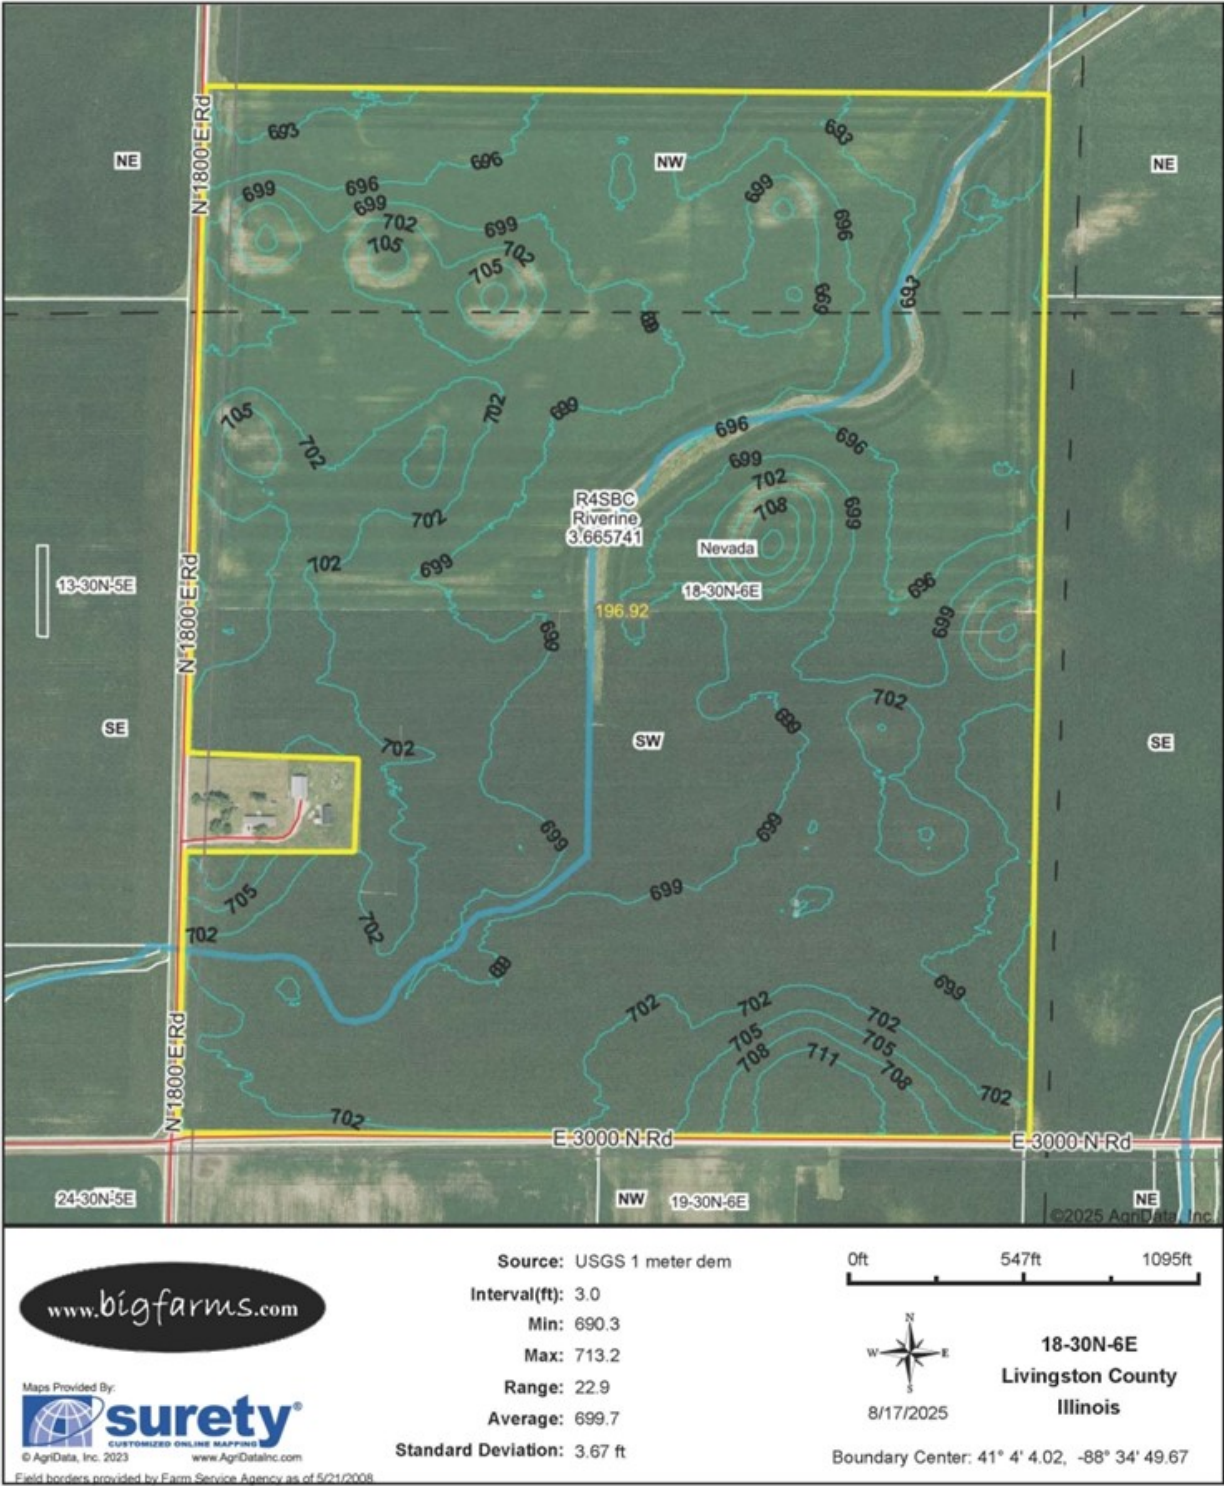 N 1800 E Rd
693
693
NE
NW
NE
696
699
696
699
699
702
699
696
705
702
705
693
699
699
705
702
699
702
696
696
699
702
708
699
R4SBC
Riverine
3.665741
702
Nevada
702
699
13-30N-5E
N 1800 E Rd
18-30N-6E
696
196.92
699
699
702
699
SE
SW
SE
702
699
699
699
705
702
702
69
699
702
702
702
705
705
708
711
708
702
N 1800 E Rd
702
E 3000 N Rd
E 3000 N Rd
24-30N-5E
NW
19-30N-6E
NE
©2025 AgriData, Inc.
www.bigfarms.com
Maps Provided By:
surety®
CUSTOMIZED ONLINE MAPPING
© AgriData, Inc. 2023
www.AgriDataInc.com
Field borders provided by Farm Service Agency as of 5/21/2008.
Source: USGS 1 meter dem
Interval(ft): 3.0
Min: 690.3
Max: 713.2
Range: 22.9
Average: 699.7
Standard Deviation: 3.67 ft
0ft 547ft 1095ft
N
W E
S
8/17/2025
18-30N-6E
Livingston County
Illinois
Boundary Center: 41° 4' 4.02, -88° 34' 49.67